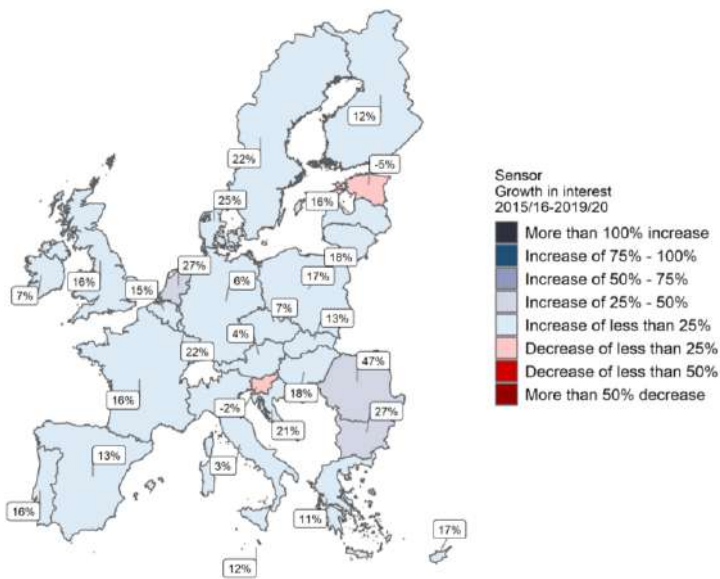 12%
-5%
22%
25%
16%
27%
18%
7%
16%
15%
6%
17%
7%
13%
4%
22%
47%
16%
18%
-2%
27%
21%
13%
3%
16%
11%
17%
12%
Sensor
Growth in interest
2015/16-2019/20
More than 100% increase
Increase of 75% - 100%
Increase of 50% - 75%
Increase of 25% - 50%
Increase of less than 25%
Decrease of less than 25%
Decrease of less than 50%
More than 50% decrease